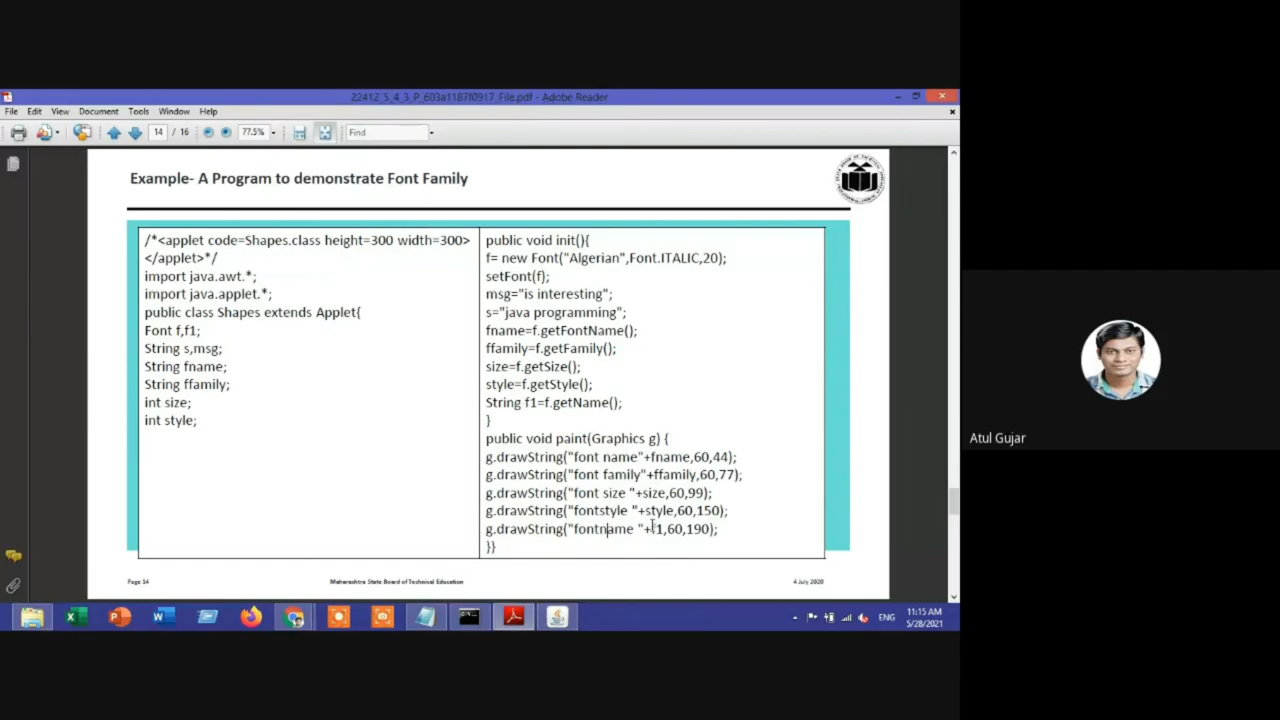 22412_5_4_3_P_603a1187f0917_File.pdf - Adobe Reader
File Edit View Document Tools Window Help
14 / 16 77.5% Find
Example- A Program to demonstrate Font Family
/*<applet code=Shapes.class height=300 width=300>
</applet>*/
import java.awt.*;
import java.applet.*;
public class Shapes extends Applet{
Font f,f1;
String s,msg;
String fname;
String ffamily;
int size;
int style;
public void init(){
f= new Font("Algerian",Font.ITALIC,20);
setFont(f);
msg="is interesting";
s="java programming";
fname=f.getFontName();
ffamily=f.getFamily();
size=f.getSize();
style=f.getStyle();
String f1=f.getName();
}
public void paint(Graphics g) {
g.drawString("font name"+fname,60,44);
g.drawString("font family"+ffamily,60,77);
g.drawString("font size "+size,60,99);
g.drawString("fontstyle "+style,60,150);
g.drawString("fontname "+f1,60,190);
}}
Page 14 Maharashtra State Board of Technical Education 4 July 2020
Atul Gujar
ENG 11:15 AM
5/28/2021